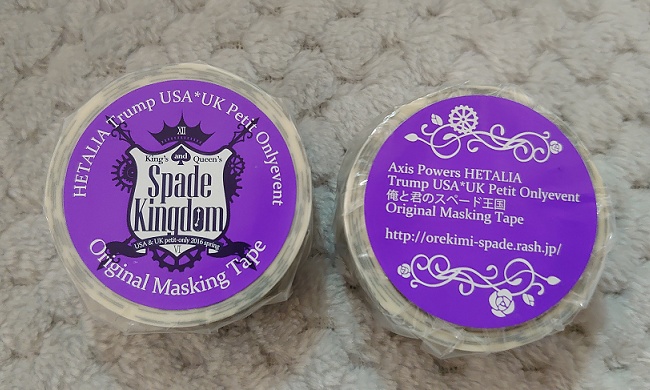 HETALIA Trump USA*UK Petit Onlyevent
XII
King's and Queen's
Spade
Kingdom
USA & UK petit-only 2016 spring
VI
Original Masking Tape
Axis Powers HETALIA
Trump USA*UK Petit Onlyevent
俺と君のスペード王国
Original Masking Tape
http://orekimi-spade.rash.jp/